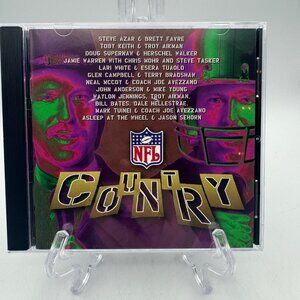 STEVE AZAR & BRETT FAVRE
TOBY KEITH & TROY AIKMAN
DOUG SUPERNAW & HERSCHEL WALKER
JAMIE WARREN WITH CHRIS MOHR AND STEVE TASKER
LARI WHITE & ESERA TUAOLO
GLEN CAMPBELL & TERRY BRADSHAW
NEAL MCCOY & COACH JOE AVEZZANO
JOHN ANDERSON & MIKE YOUNG
WAYLON JENNINGS, TROY AIKMAN,
BILL BATES, DALE HELLESTRAE,
MARK TUINEI & COACH JOE AVEZZANO
ASLEEP AT THE WHEEL & JASON SEHORN
NFL
COUNTRY